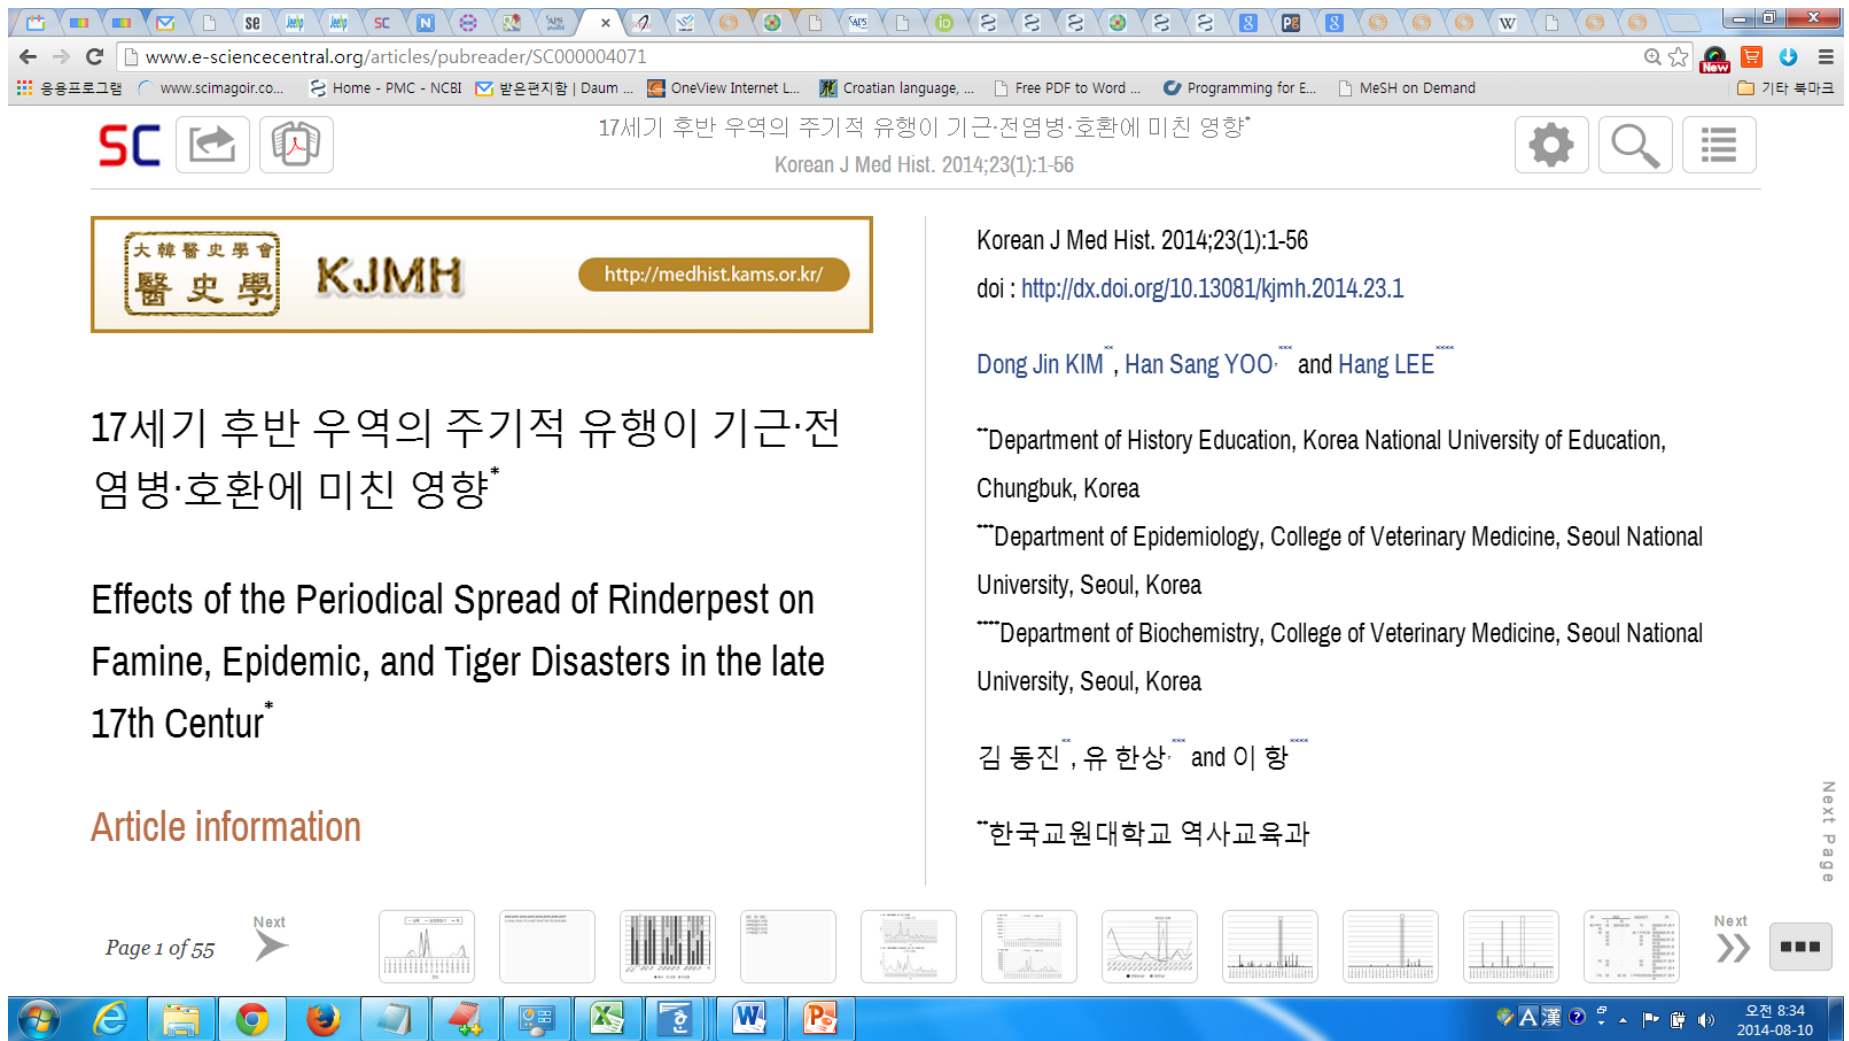 www.e-sciencecentral.org/articles/pubreader/SC000004071
응용프로그램 www.scimagoir.co... Home - PMC - NCBI 받은편지함 | Daum ... OneView Internet L... Croatian language, ... Free PDF to Word ... Programming for E... MeSH on Demand 기타 북마크
SC
17세기 후반 우역의 주기적 유행이 기근·전염병·호환에 미친 영향*
Korean J Med Hist. 2014;23(1):1-56
大韓醫史學會
醫史學
KJMH
http://medhist.kams.or.kr/
17세기 후반 우역의 주기적 유행이 기근·전
염병·호환에 미친 영향*
Effects of the Periodical Spread of Rinderpest on
Famine, Epidemic, and Tiger Disasters in the late
17th Centur*
Article information
Korean J Med Hist. 2014;23(1):1-56
doi : http://dx.doi.org/10.13081/kjmh.2014.23.1
Dong Jin KIM**, Han Sang YOO,*** and Hang LEE****
**Department of History Education, Korea National University of Education,
Chungbuk, Korea
***Department of Epidemiology, College of Veterinary Medicine, Seoul National
University, Seoul, Korea
****Department of Biochemistry, College of Veterinary Medicine, Seoul National
University, Seoul, Korea
김 동진**, 유 한상,*** and 이 항****
**한국교원대학교 역사교육과
Next Page
Page 1 of 55
Next
Next
A 漢
오전 8:34
2014-08-10